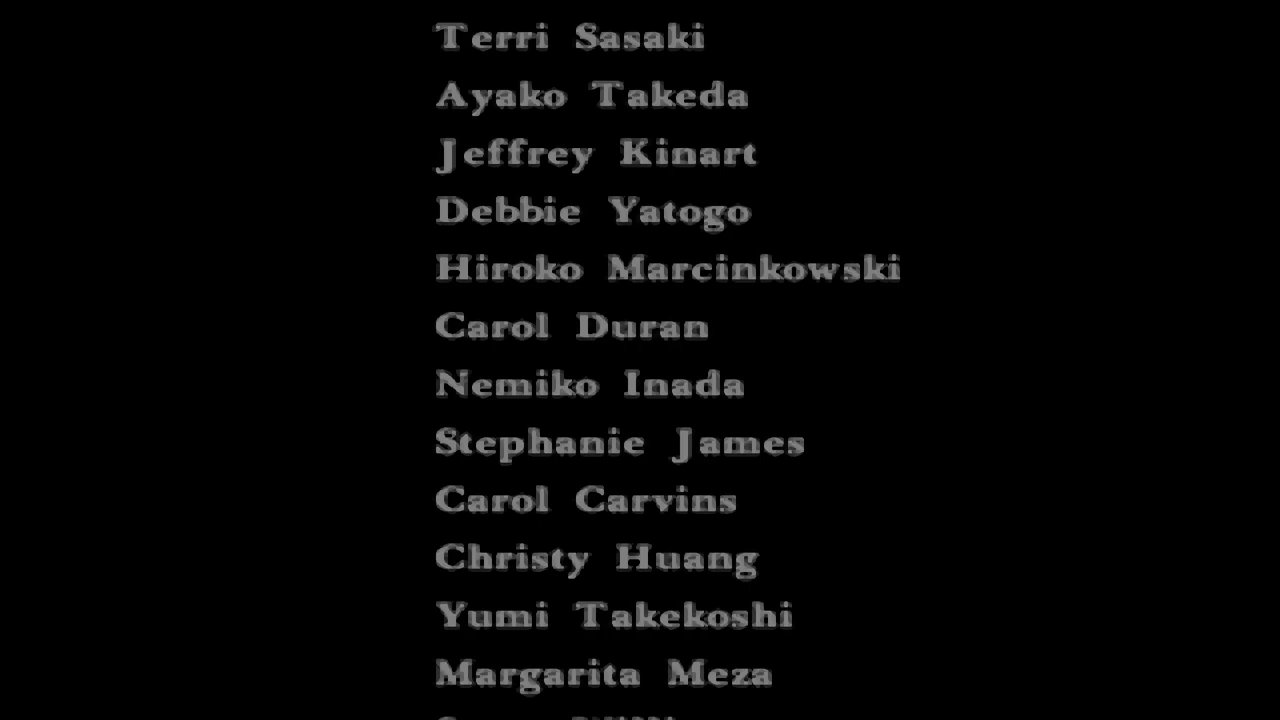 Terri Sasaki
Ayako Takeda
Jeffrey Kinart
Debbie Yatogo
Hiroko Marcinkowski
Carol Duran
Nemiko Inada
Stephanie James
Carol Carvins
Christy Huang
Yumi Takekoshi
Margarita Meza